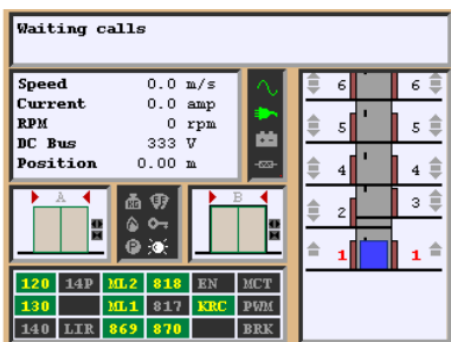 Waiting calls
Speed 0.0 m/s
Current 0.0 amp
RPM 0 rpm
DC Bus 333 V
Position 0.00 m
6 6
5 5
4 4
2 3
1 1
A B
KG EF
P
120 14P ML2 818 EN MCT
130 ML1 817 KRC PWM
140 LIR 869 870 BRK